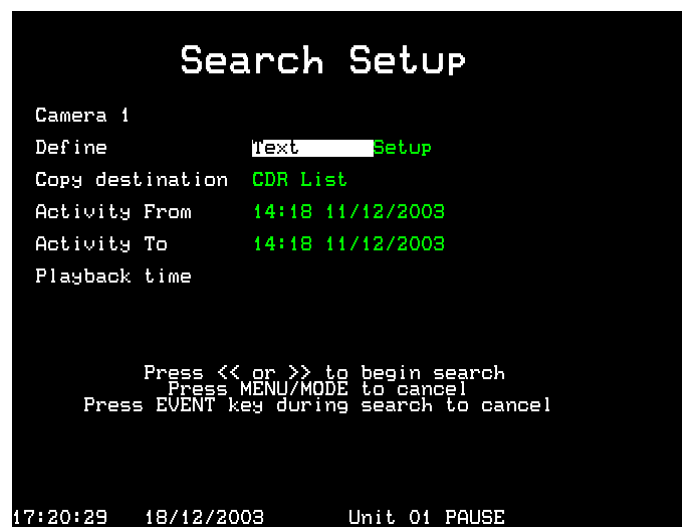 Search Setup
Camera 1
Define Text Setup
Copy destination CDR List
Activity From 14:18 11/12/2003
Activity To 14:18 11/12/2003
Playback time
Press << or >> to begin search
Press MENU/MODE to cancel
Press EVENT key during search to cancel
17:20:29 18/12/2003 Unit 01 PAUSE